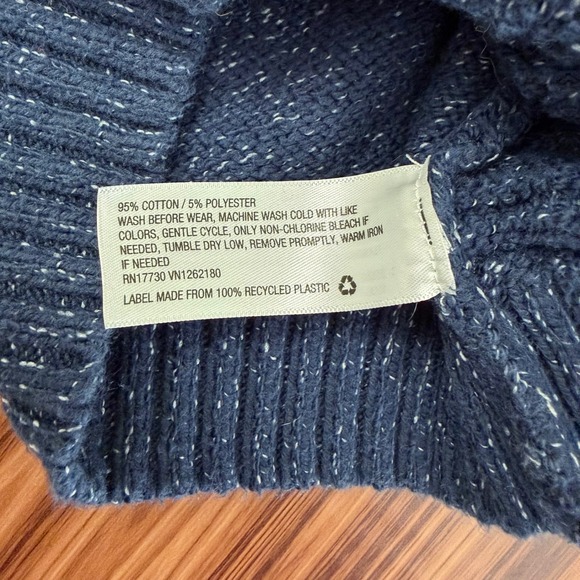 95% COTTON / 5% POLYESTER
WASH BEFORE WEAR, MACHINE WASH COLD WITH LIKE
COLORS, GENTLE CYCLE, ONLY NON-CHLORINE BLEACH IF
NEEDED, TUMBLE DRY LOW, REMOVE PROMPTLY, WARM IRON
IF NEEDED
RN17730 VN1262180
LABEL MADE FROM 100% RECYCLED PLASTIC